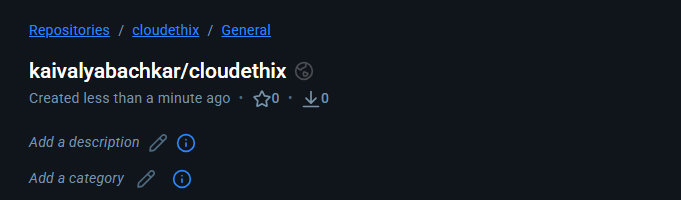 Repositories / cloudethix / General
kaivalyabachkar/cloudethix
Created less than a minute ago · 0 · 0
Add a description
Add a category